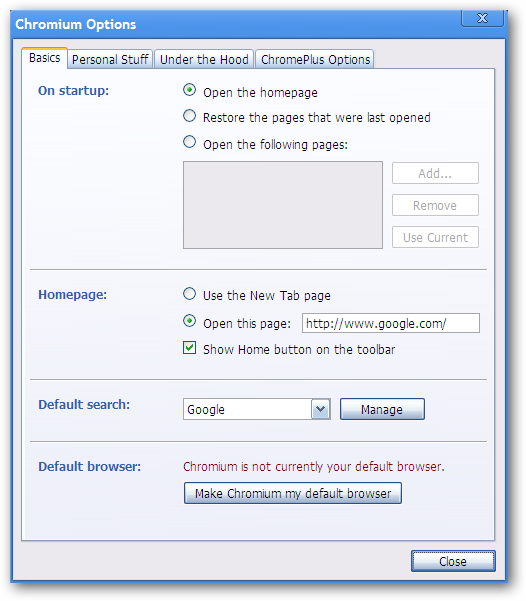 Chromium Options
Basics Personal Stuff Under the Hood ChromePlus Options
On startup: Open the homepage
Restore the pages that were last opened
Open the following pages:
Add...
Remove
Use Current
Homepage: Use the New Tab page
Open this page: http://www.google.com/
Show Home button on the toolbar
Default search: Google Manage
Default browser: Chromium is not currently your default browser.
Make Chromium my default browser
Close